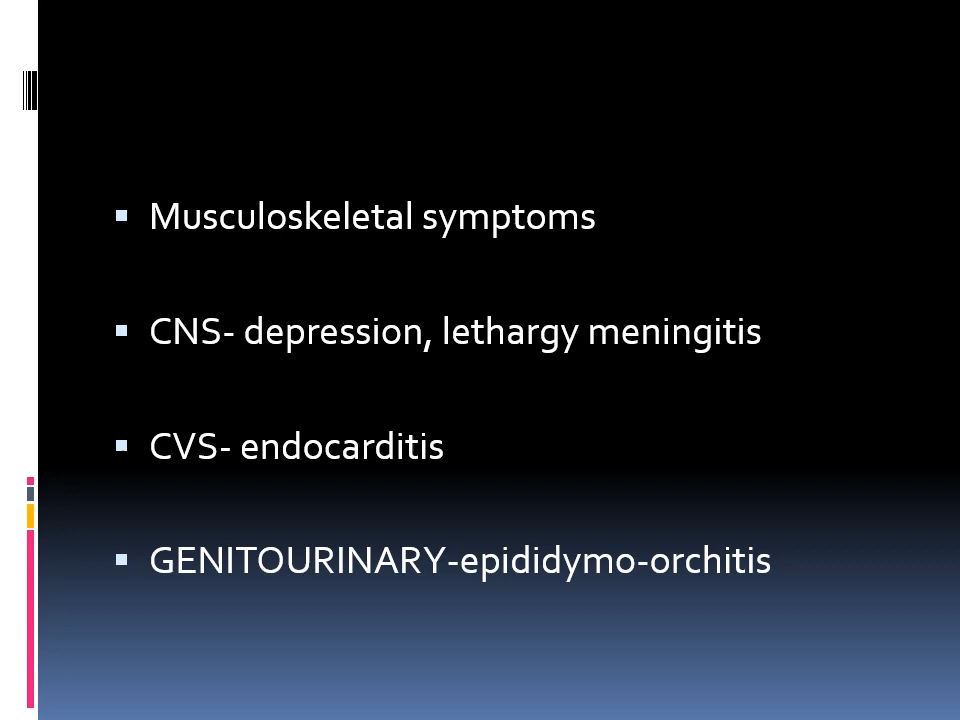 ▪ Musculoskeletal symptoms
▪ CNS- depression, lethargy meningitis
▪ CVS- endocarditis
▪ GENITOURINARY-epididymo-orchitis